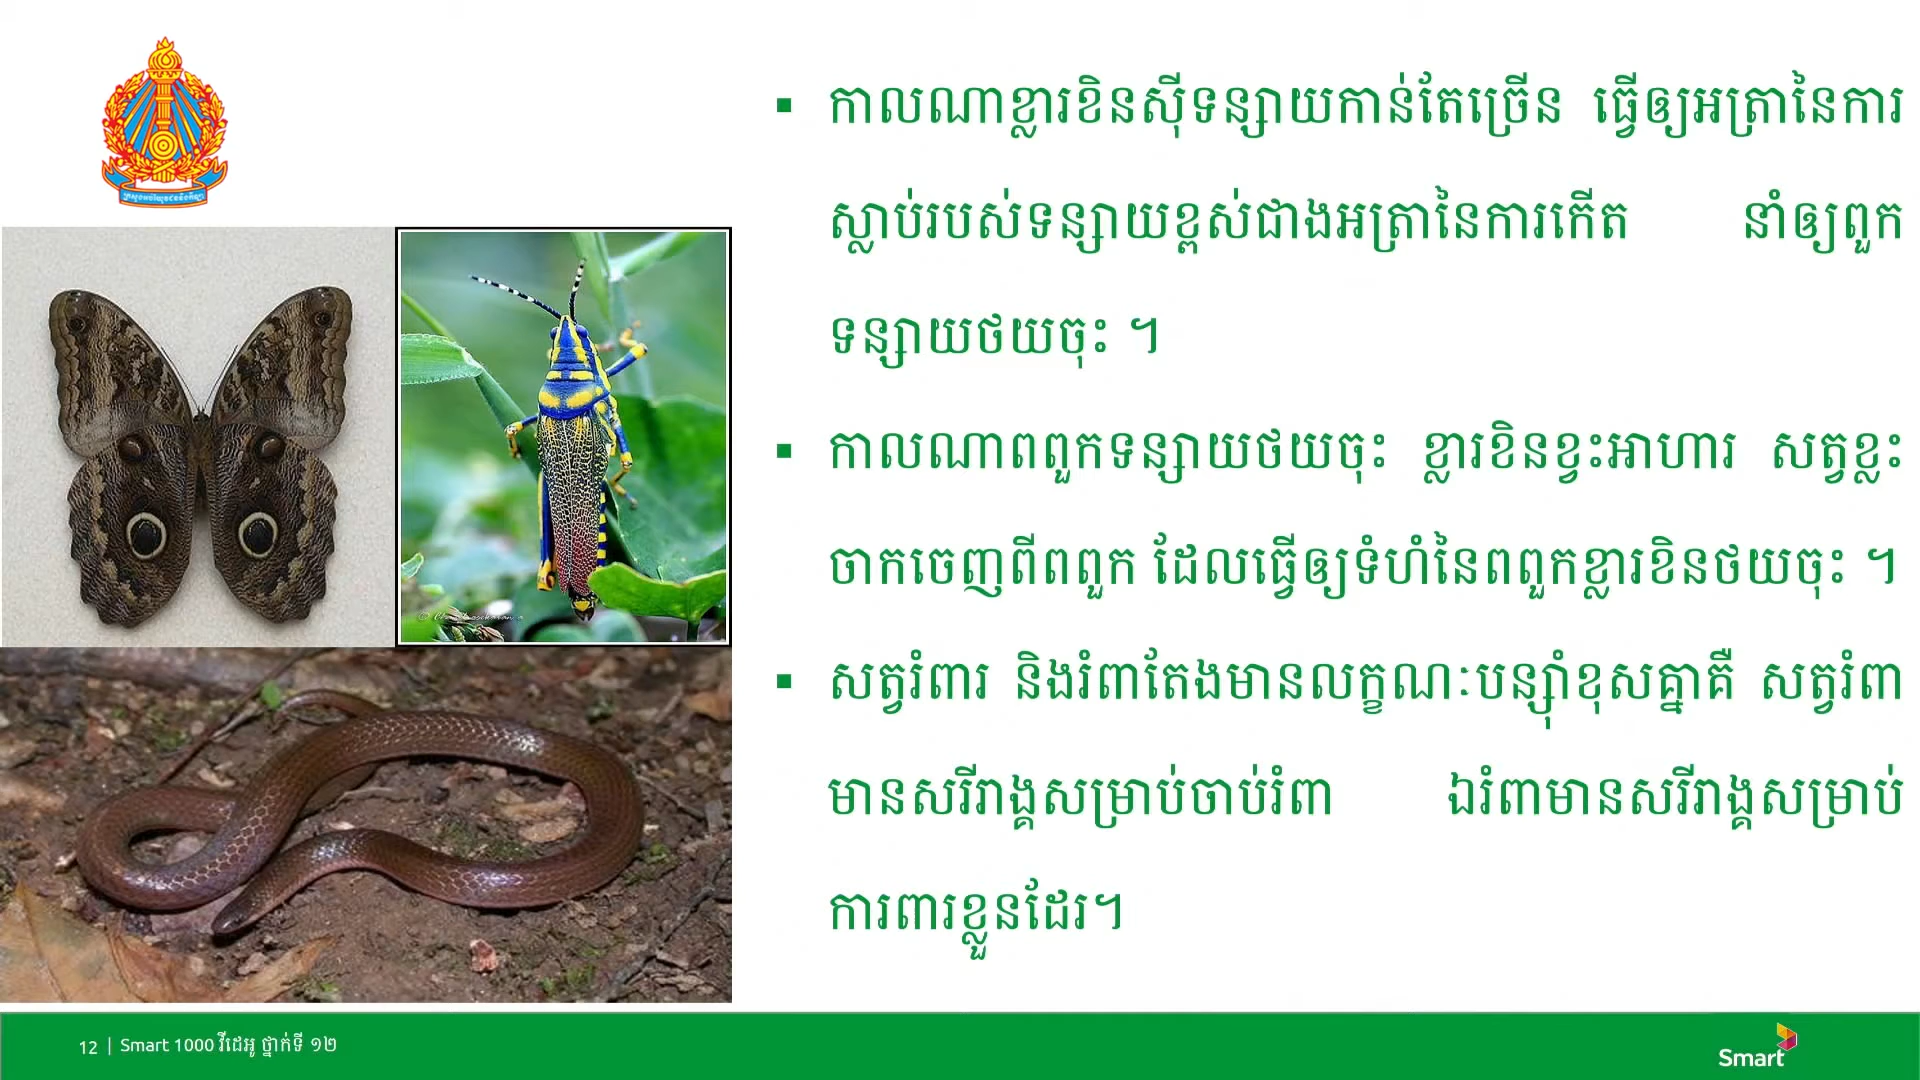 កាលណាខ្លារខិនស៊ីទន្សាយកាន់តែច្រើន ធ្វើឲ្យអត្រានៃការ
ស្លាប់របស់ទន្សាយខ្ពស់ជាងអត្រានៃការកើត នាំឲ្យពួក
ទន្សាយថយចុះ ។
កាលណាពពួកទន្សាយថយចុះ ខ្លារខិនខ្វះអាហារ សត្វខ្លះ
ចាកចេញពីពពួក ដែលធ្វើឲ្យទំហំនៃពពួកខ្លារខិនថយចុះ ។
សត្វរំពារ និងរំពាតែងមានលក្ខណៈបន្ស៊ាំខុសគ្នាគឺ សត្វរំពា
មានសរីរាង្គសម្រាប់ចាប់រំពា ឯរំពាមានសរីរាង្គសម្រាប់
ការពារខ្លួនដែរ។
12 | Smart 1000 វីដេអូ ថ្នាក់ទី ១២
Smart